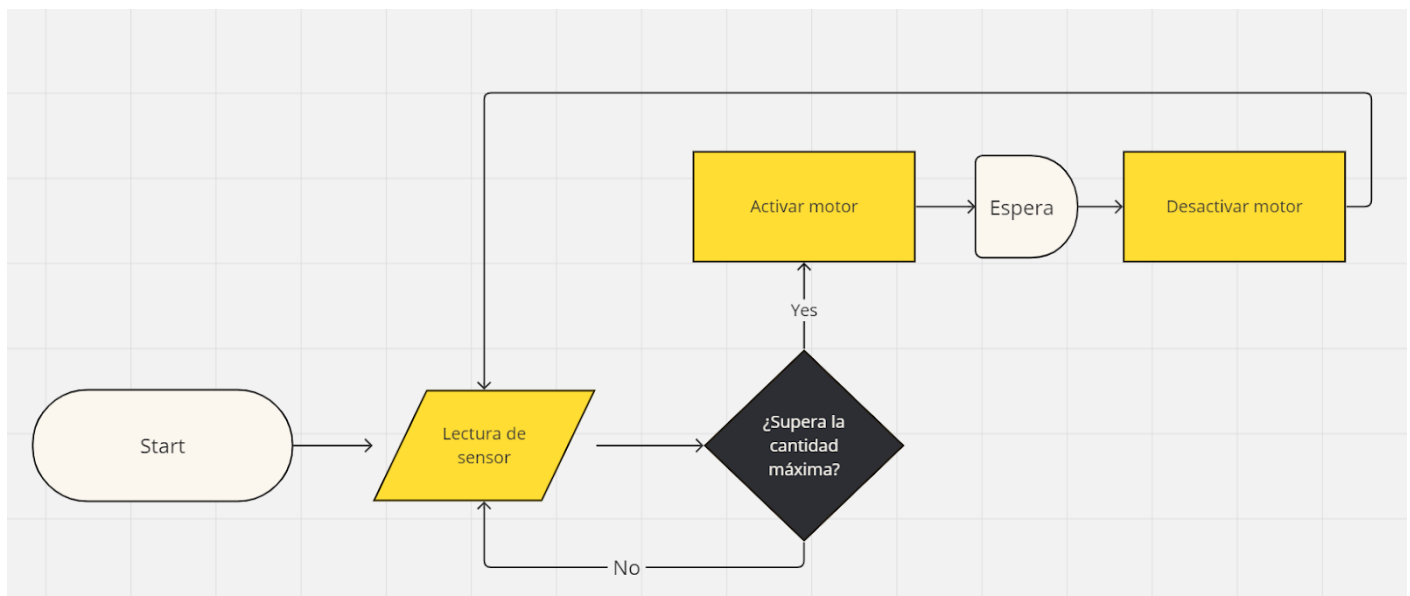 Start
Lectura de
sensor
¿Supera la
cantidad
máxima?
Yes
Activar motor
Espera
Desactivar motor
No